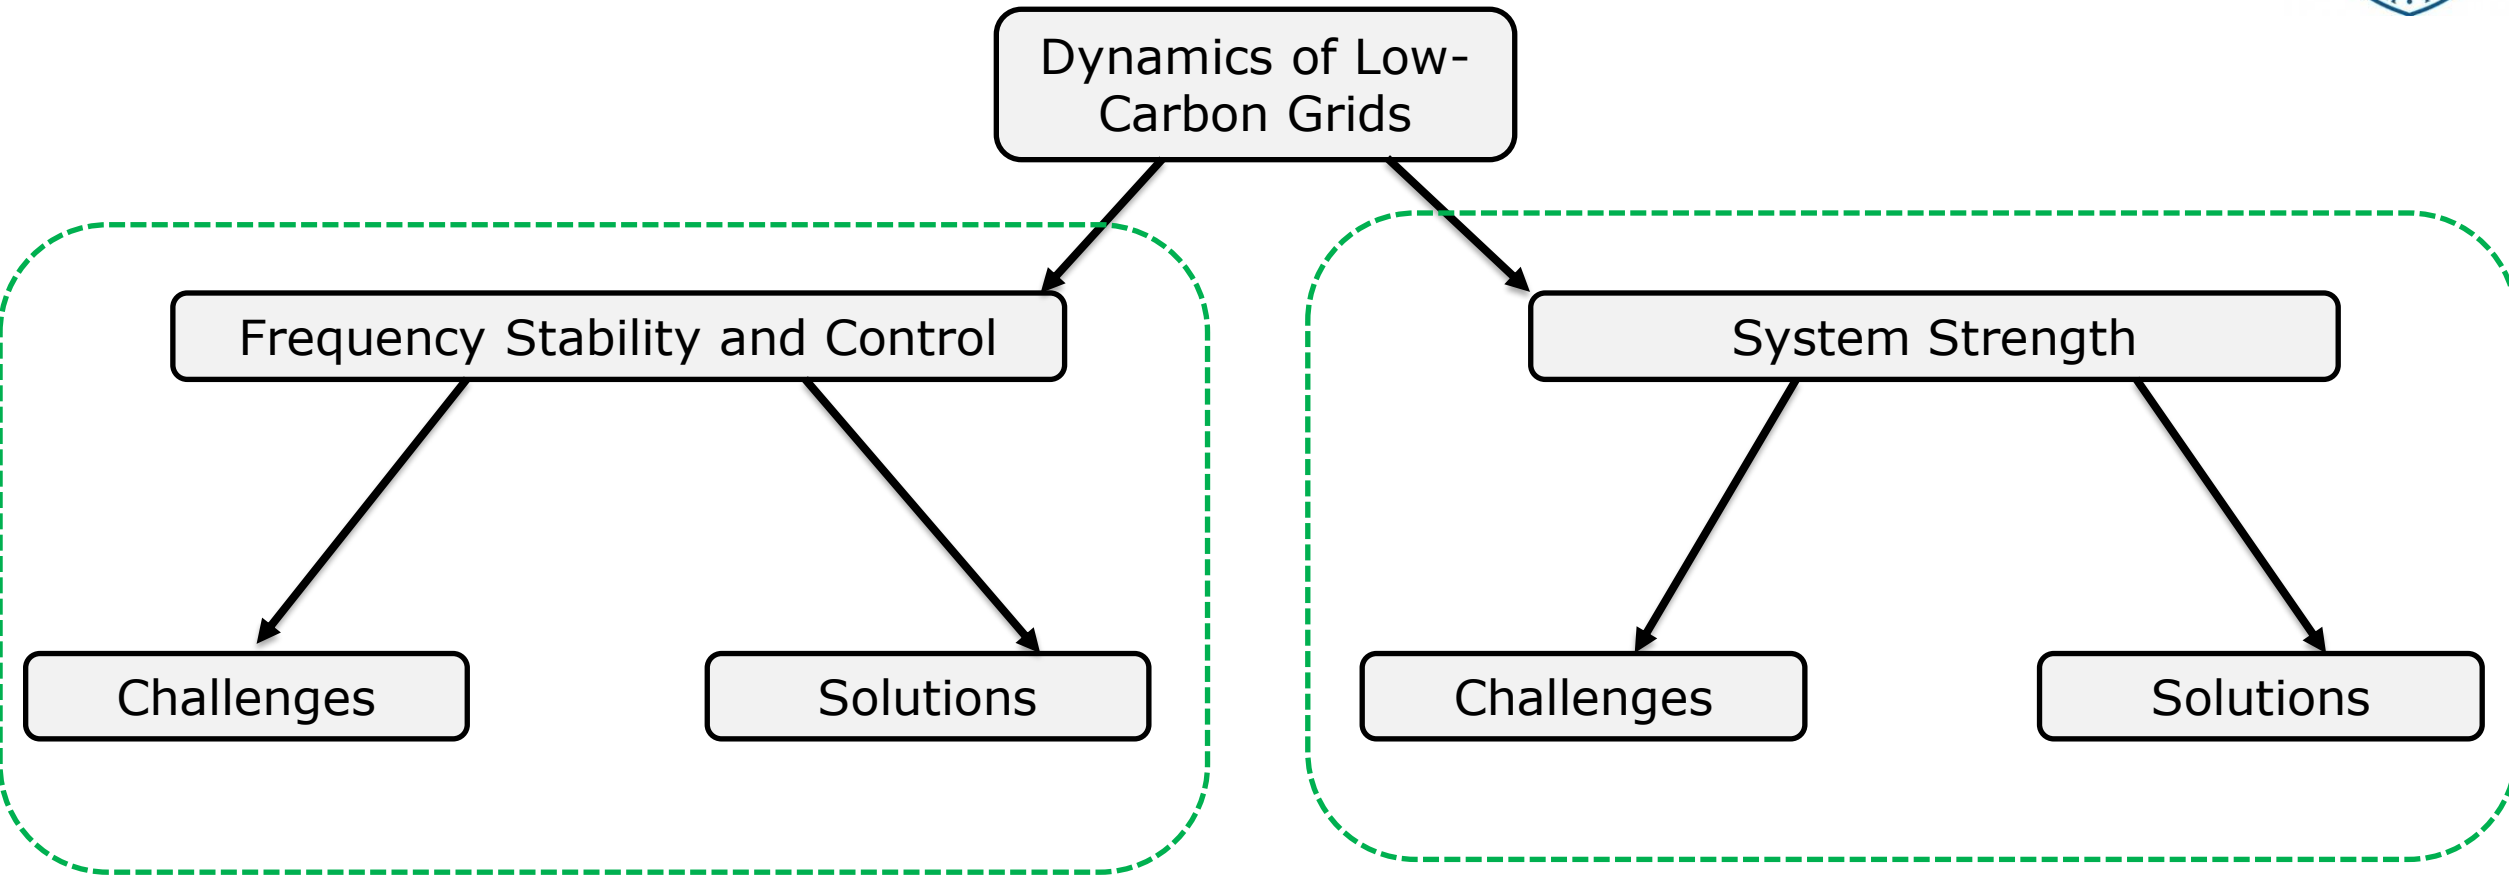 Dynamics of Low-
Carbon Grids
Frequency Stability and Control
System Strength
Challenges
Solutions
Challenges
Solutions